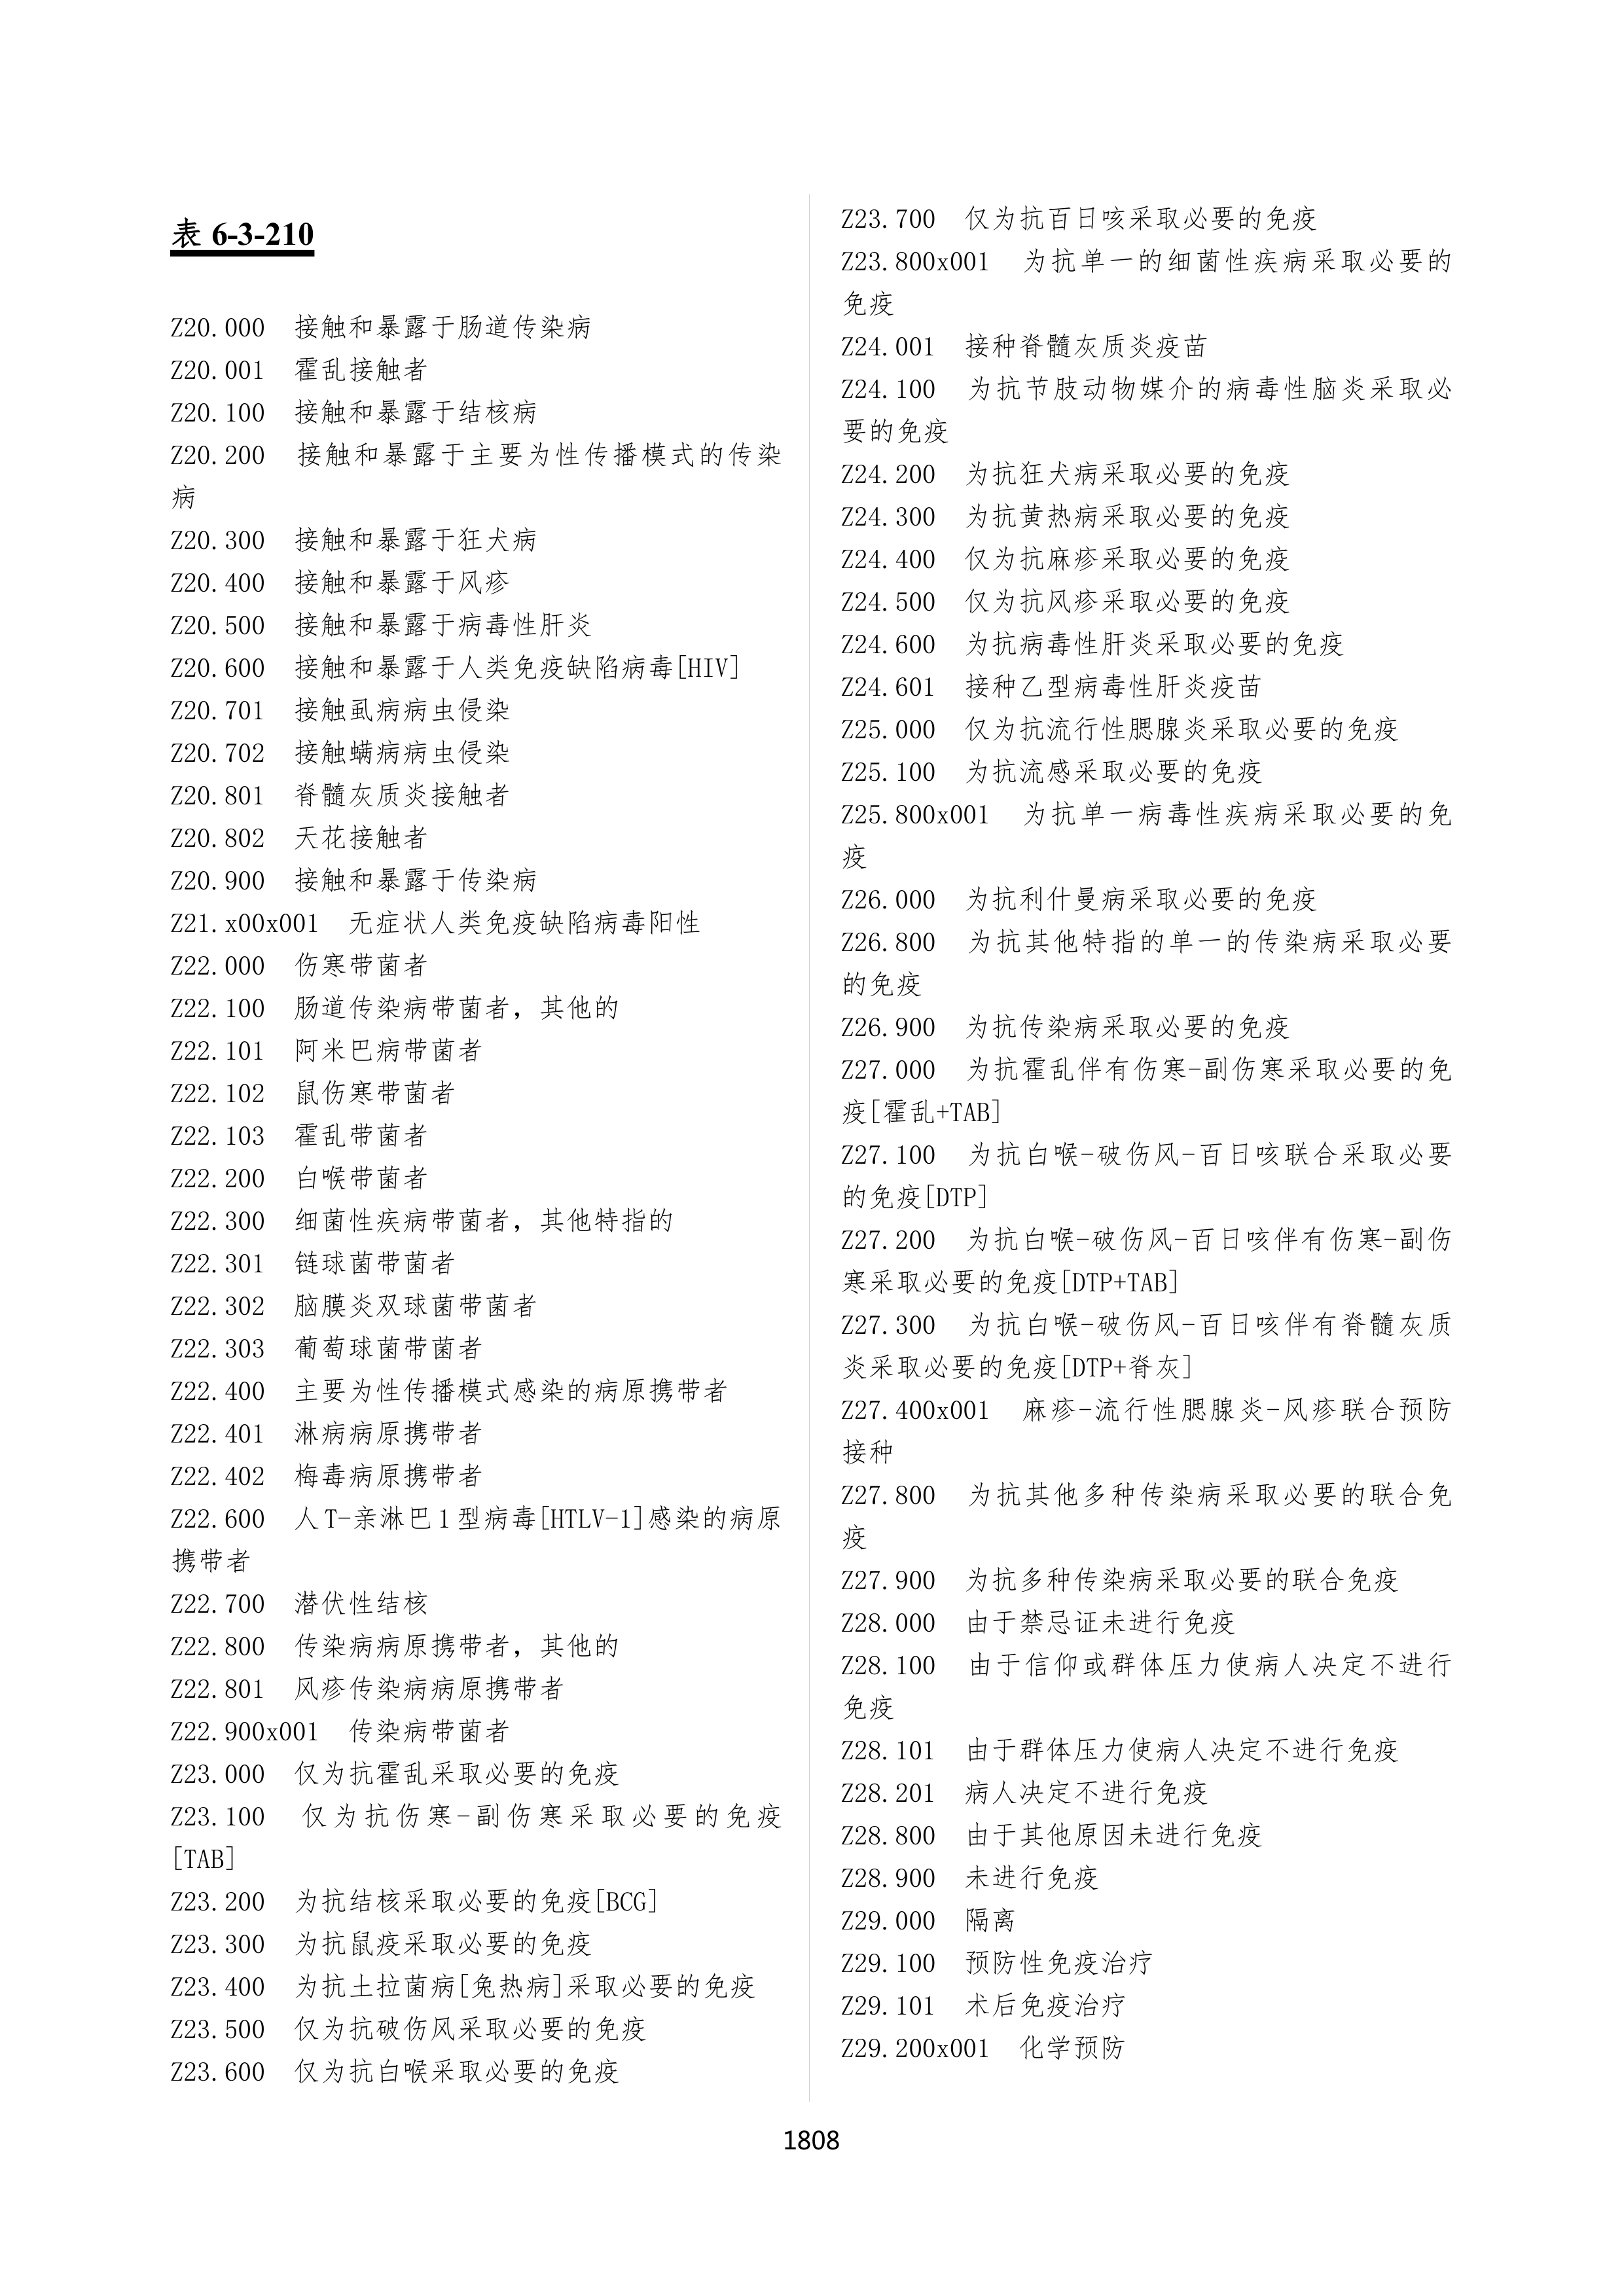 表 6-3-210
Z20.000 接触和暴露于肠道传染病
Z20.001 霍乱接触者
Z20.100 接触和暴露于结核病
Z20.200 接触和暴露于主要为性传播模式的传染
病
Z20.300 接触和暴露于狂犬病
Z20.400 接触和暴露于风疹
Z20.500 接触和暴露于病毒性肝炎
Z20.600 接触和暴露于人类免疫缺陷病毒[HIV]
Z20.701 接触虱病病虫侵染
Z20.702 接触螨病病虫侵染
Z20.801 脊髓灰质炎接触者
Z20.802 天花接触者
Z20.900 接触和暴露于传染病
Z21.x00x001 无症状人类免疫缺陷病毒阳性
Z22.000 伤寒带菌者
Z22.100 肠道传染病带菌者，其他的
Z22.101 阿米巴病带菌者
Z22.102 鼠伤寒带菌者
Z22.103 霍乱带菌者
Z22.200 白喉带菌者
Z22.300 细菌性疾病带菌者，其他特指的
Z22.301 链球菌带菌者
Z22.302 脑膜炎双球菌带菌者
Z22.303 葡萄球菌带菌者
Z22.400 主要为性传播模式感染的病原携带者
Z22.401 淋病病原携带者
Z22.402 梅毒病原携带者
Z22.600 人T-亲淋巴1型病毒[HTLV-1]感染的病原
携带者
Z22.700 潜伏性结核
Z22.800 传染病病原携带者，其他的
Z22.801 风疹传染病病原携带者
Z22.900x001 传染病带菌者
Z23.000 仅为抗霍乱采取必要的免疫
Z23.100 仅为抗伤寒-副伤寒采取必要的免疫
[TAB]
Z23.200 为抗结核采取必要的免疫[BCG]
Z23.300 为抗鼠疫采取必要的免疫
Z23.400 为抗土拉菌病[兔热病]采取必要的免疫
Z23.500 仅为抗破伤风采取必要的免疫
Z23.600 仅为抗白喉采取必要的免疫
Z23.700 仅为抗百日咳采取必要的免疫
Z23.800x001 为抗单一的细菌性疾病采取必要的
免疫
Z24.001 接种脊髓灰质炎疫苗
Z24.100 为抗节肢动物媒介的病毒性脑炎采取必
要的免疫
Z24.200 为抗狂犬病采取必要的免疫
Z24.300 为抗黄热病采取必要的免疫
Z24.400 仅为抗麻疹采取必要的免疫
Z24.500 仅为抗风疹采取必要的免疫
Z24.600 为抗病毒性肝炎采取必要的免疫
Z24.601 接种乙型病毒性肝炎疫苗
Z25.000 仅为抗流行性腮腺炎采取必要的免疫
Z25.100 为抗流感采取必要的免疫
Z25.800x001 为抗单一病毒性疾病采取必要的免
疫
Z26.000 为抗利什曼病采取必要的免疫
Z26.800 为抗其他特指的单一的传染病采取必要
的免疫
Z26.900 为抗传染病采取必要的免疫
Z27.000 为抗霍乱伴有伤寒-副伤寒采取必要的免
疫[霍乱+TAB]
Z27.100 为抗白喉-破伤风-百日咳联合采取必要
的免疫[DTP]
Z27.200 为抗白喉-破伤风-百日咳伴有伤寒-副伤
寒采取必要的免疫[DTP+TAB]
Z27.300 为抗白喉-破伤风-百日咳伴有脊髓灰质
炎采取必要的免疫[DTP+脊灰]
Z27.400x001 麻疹-流行性腮腺炎-风疹联合预防
接种
Z27.800 为抗其他多种传染病采取必要的联合免
疫
Z27.900 为抗多种传染病采取必要的联合免疫
Z28.000 由于禁忌证未进行免疫
Z28.100 由于信仰或群体压力使病人决定不进行
免疫
Z28.101 由于群体压力使病人决定不进行免疫
Z28.201 病人决定不进行免疫
Z28.800 由于其他原因未进行免疫
Z28.900 未进行免疫
Z29.000 隔离
Z29.100 预防性免疫治疗
Z29.101 术后免疫治疗
Z29.200x001 化学预防
1808